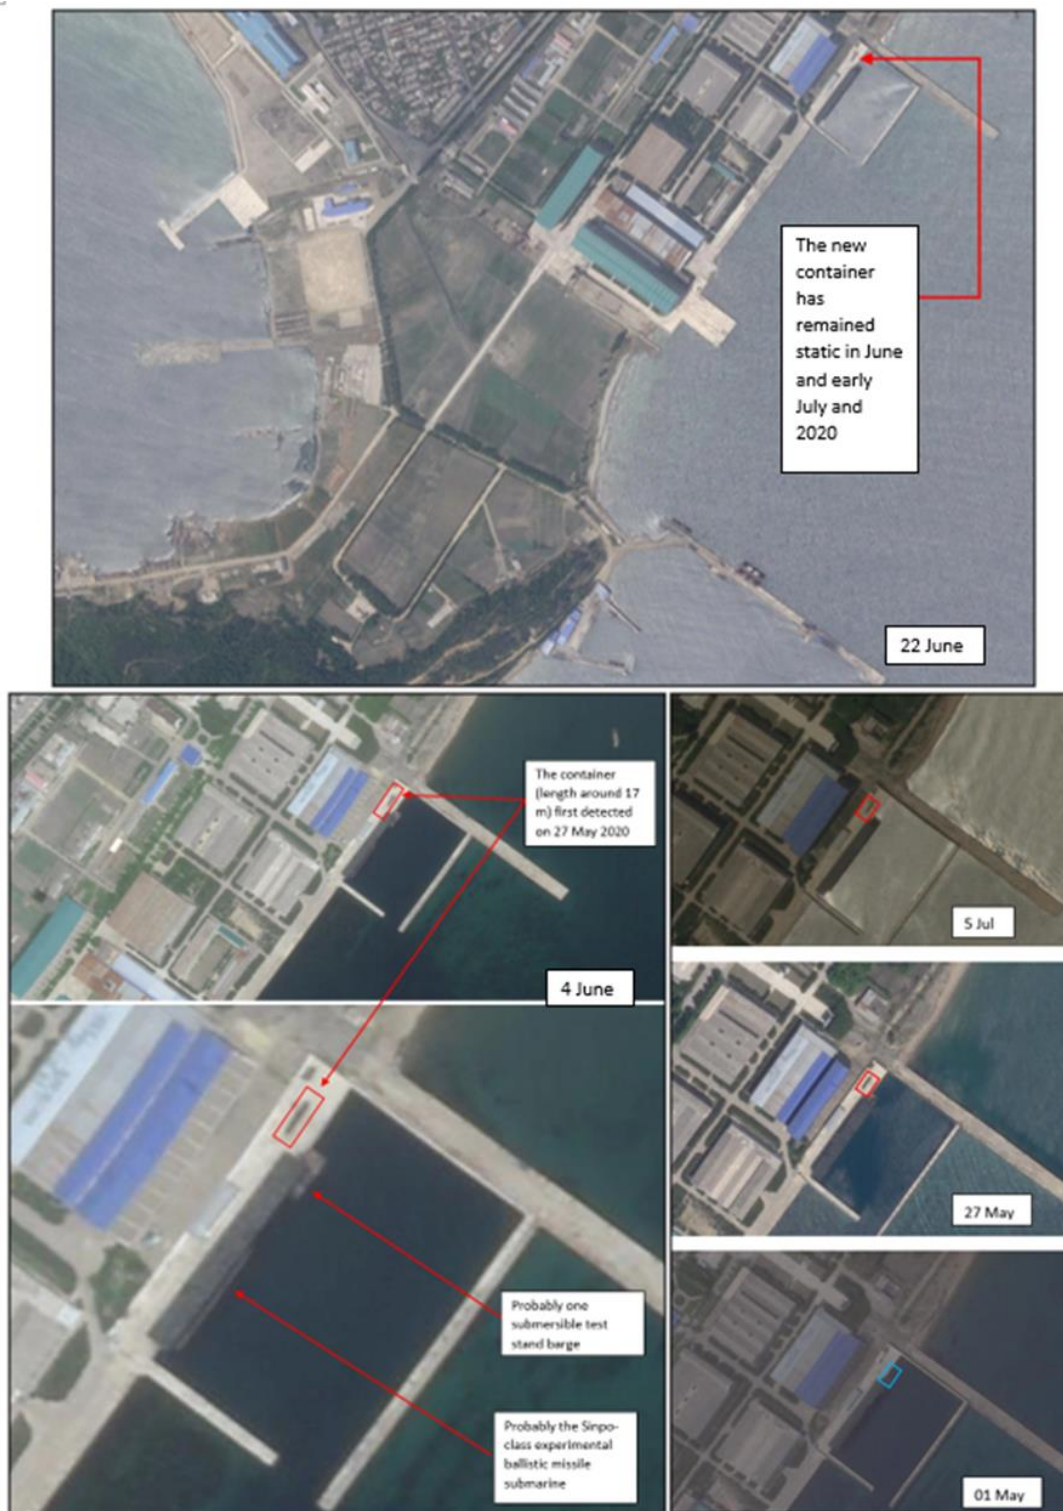 The new
container
has
remained
static in June
and early
July and
2020
22 June
The container
(length around 17
m) first detected
on 27 May 2020
4 June
Probably one
submersible test
stand barge
Probably the Sinpo-
class experimental
ballistic missile
submarine
5 Jul
27 May
01 May